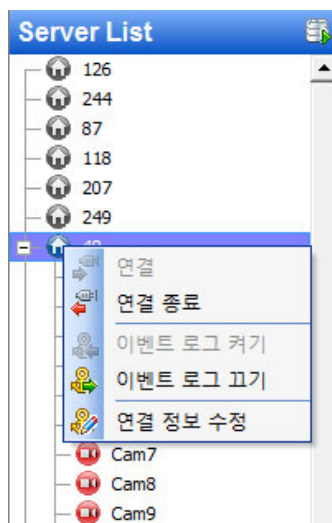 Server List
126
244
87
118
207
249
연결
연결 종료
이벤트 로그 켜기
이벤트 로그 끄기
연결 정보 수정
Cam7
Cam8
Cam9